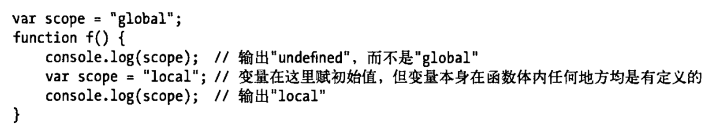 var scope = "global";
function f() {
    console.log(scope);  // 输出"undefined"，而不是"global"
    var scope = "local"; // 变量在这里赋初始值，但变量本身在函数体内任何地方均是有定义的
    console.log(scope);  // 输出"local"
}